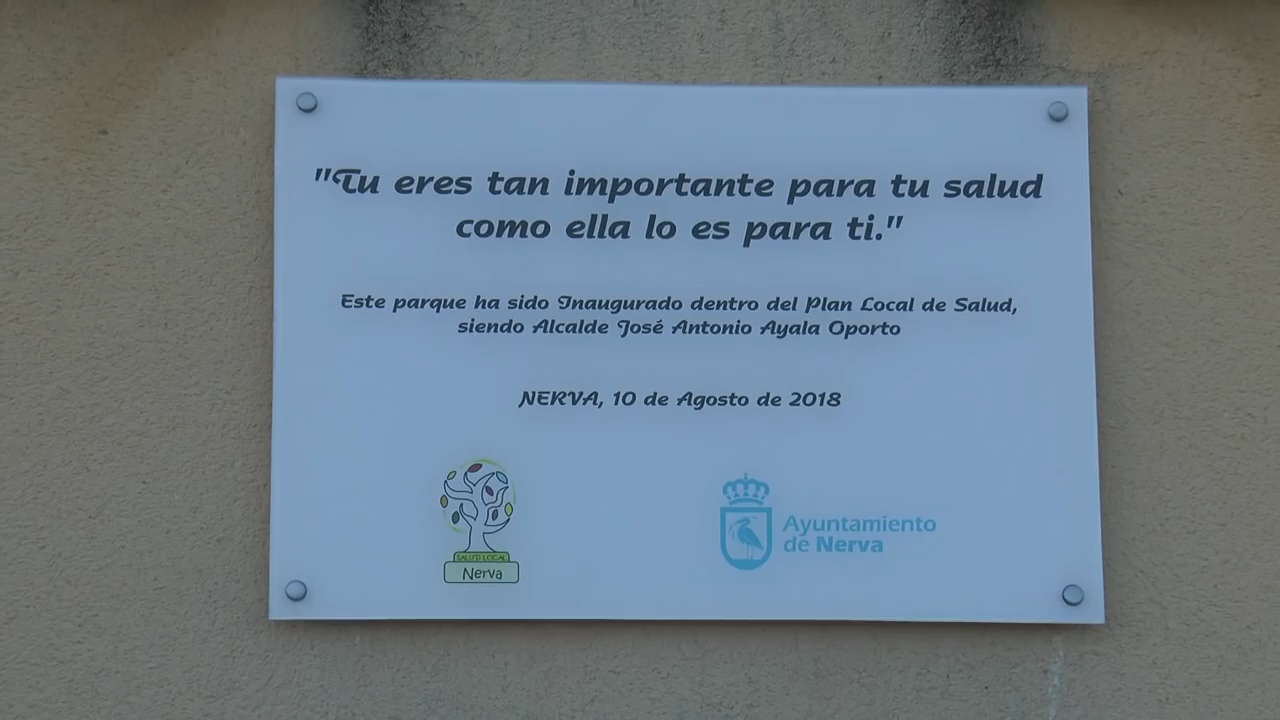 "Tu eres tan importante para tu salud
como ella lo es para ti."
Este parque ha sido Inaugurado dentro del Plan Local de Salud,
siendo Alcalde José Antonio Ayala Oporto
NERVA, 10 de Agosto de 2018
SALUD LOCAL
Nerva
Ayuntamiento
de Nerva